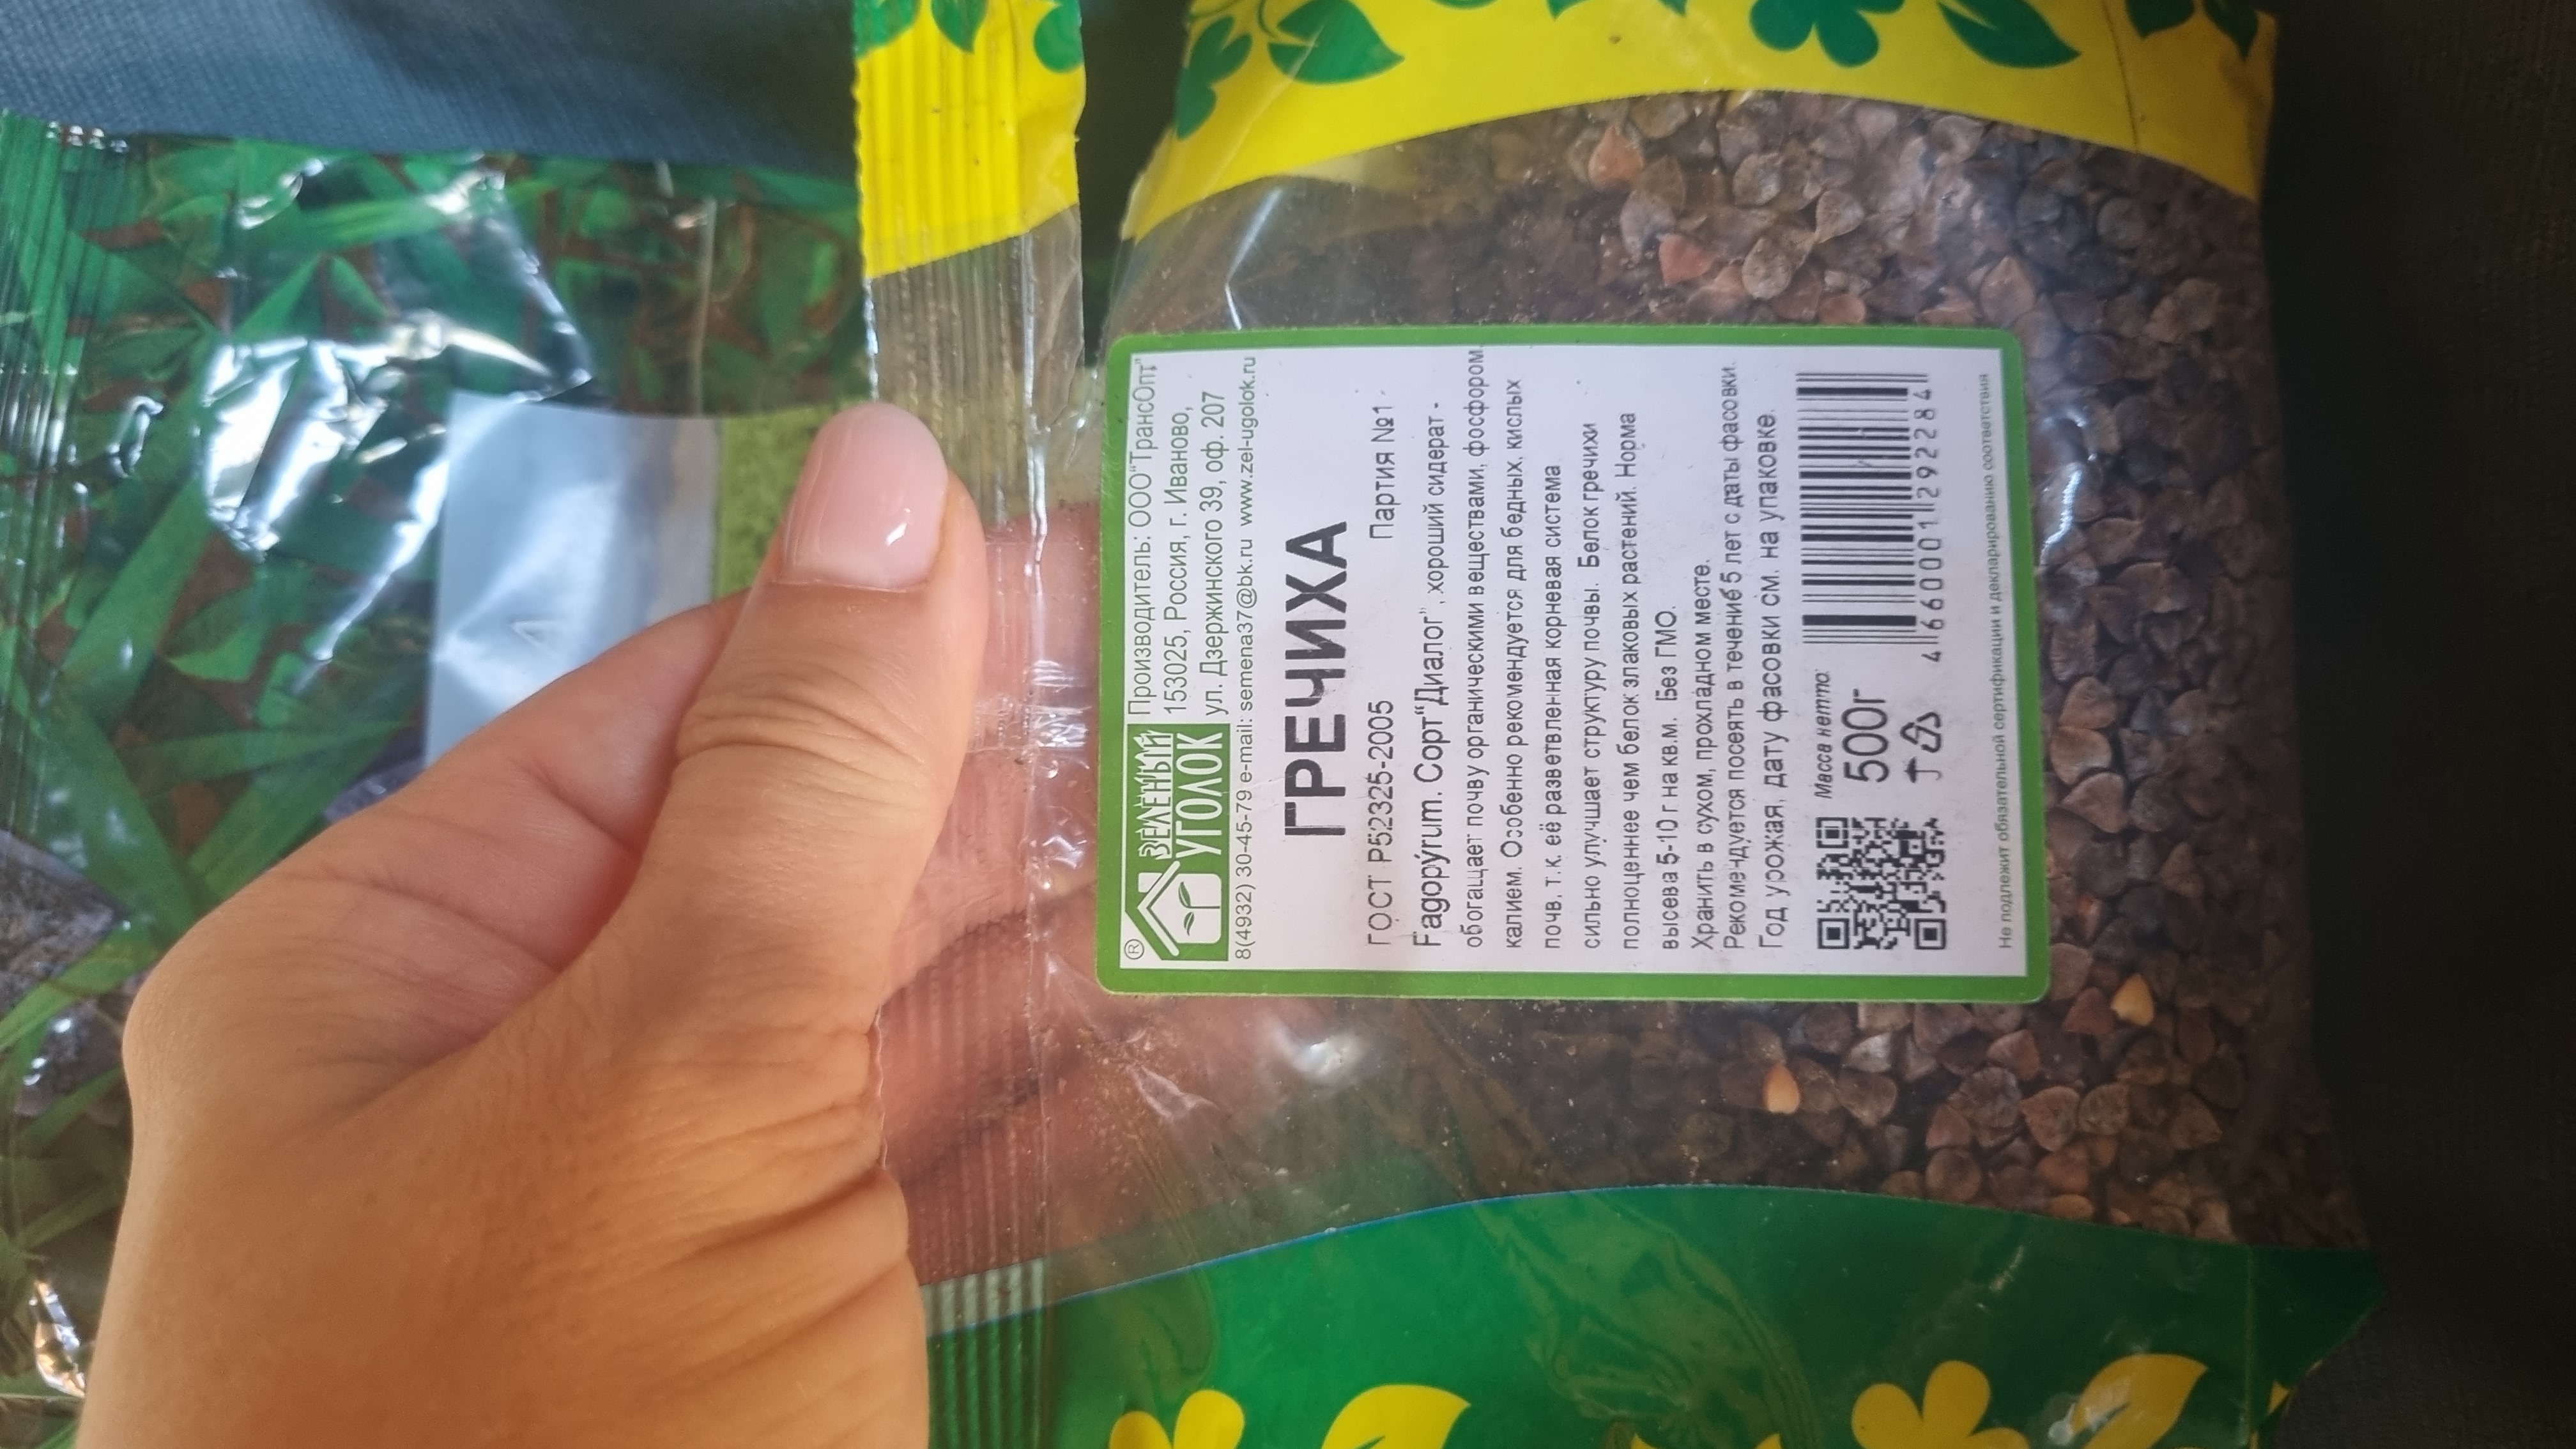 ® ЗЕЛЕНЫЙ
УГОЛОК
Производитель: ООО"ТрансОпт"
153025, Россия, г. Иваново,
ул. Дзержинского 39, оф. 207
8(4932) 30-45-79 e-mail: semena37@bk.ru www.zel-ugolok.ru
ГРЕЧИХА
ГОСТ Р52325-2005 Партия №1
Fagopýrum. Сорт"Диалог", хороший сидерат -
обогащает почву органическими веществами, фосфором,
калием. Особенно рекомендуется для бедных, кислых
почв, т. к. её разветвленная корневая система
сильно улучшает структуру почвы. Белок гречихи
полноценнее чем белок злаковых растений. Норма
высева 5-10 г на кв.м. Без ГМО.
Хранить в сухом, прохладном месте.
Рекомендуется посеять в течение 5 лет с даты фасовки.
Год урожая, дату фасовки см. на упаковке.
Масса нетто:
500г
4 660001 292284
Не подлежит обязательной сертификации и декларированию соответствия